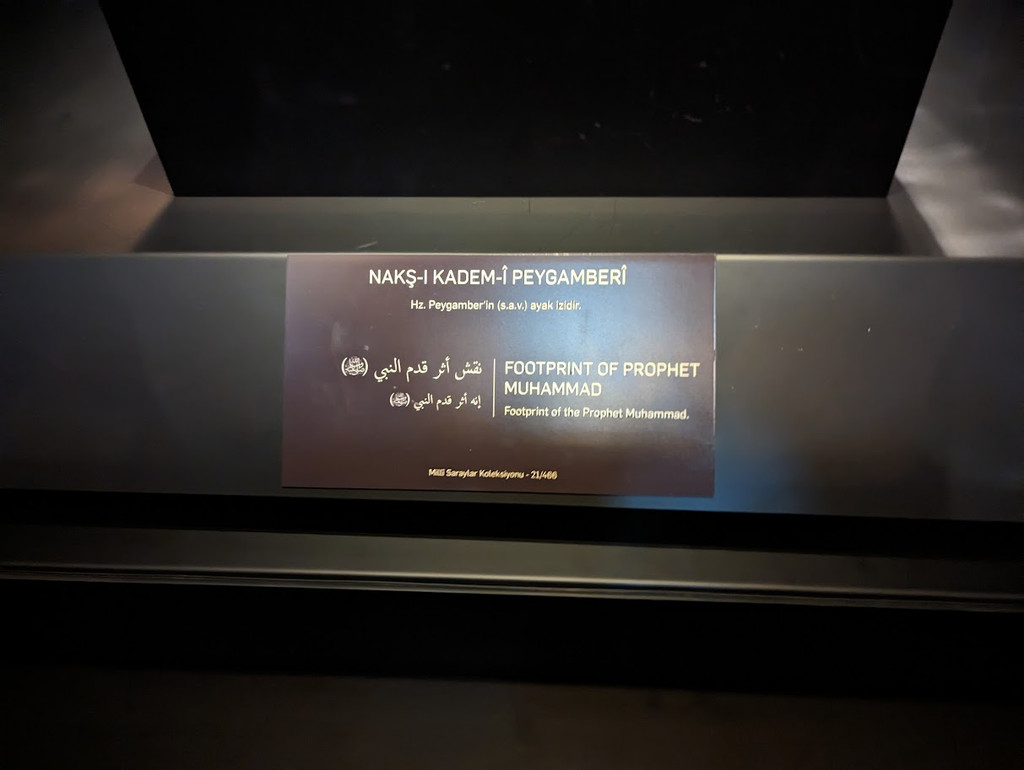 NAKŞ-I KADEM-Î PEYGAMBERÎ
Hz. Peygamber'in (s.a.v.) ayak izidir.
نقش أثر قدم النبي (ﷺ)
إنه أثر قدم النبي (ﷺ)
FOOTPRINT OF PROPHET
MUHAMMAD
Footprint of the Prophet Muhammad.
Millî Saraylar Koleksiyonu - 21/466